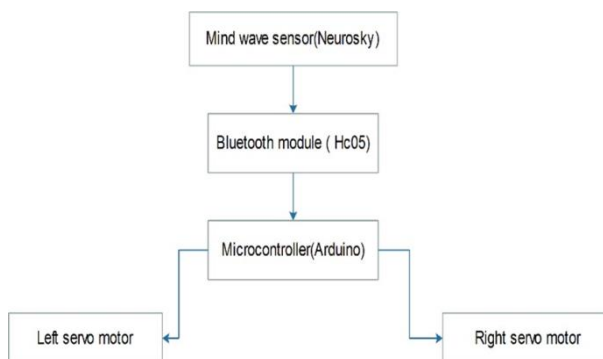 Mind wave sensor(Neurosky)
Bluetooth module ( Hc05)
Microcontroller(Arduino)
Left servo motor
Right servo motor